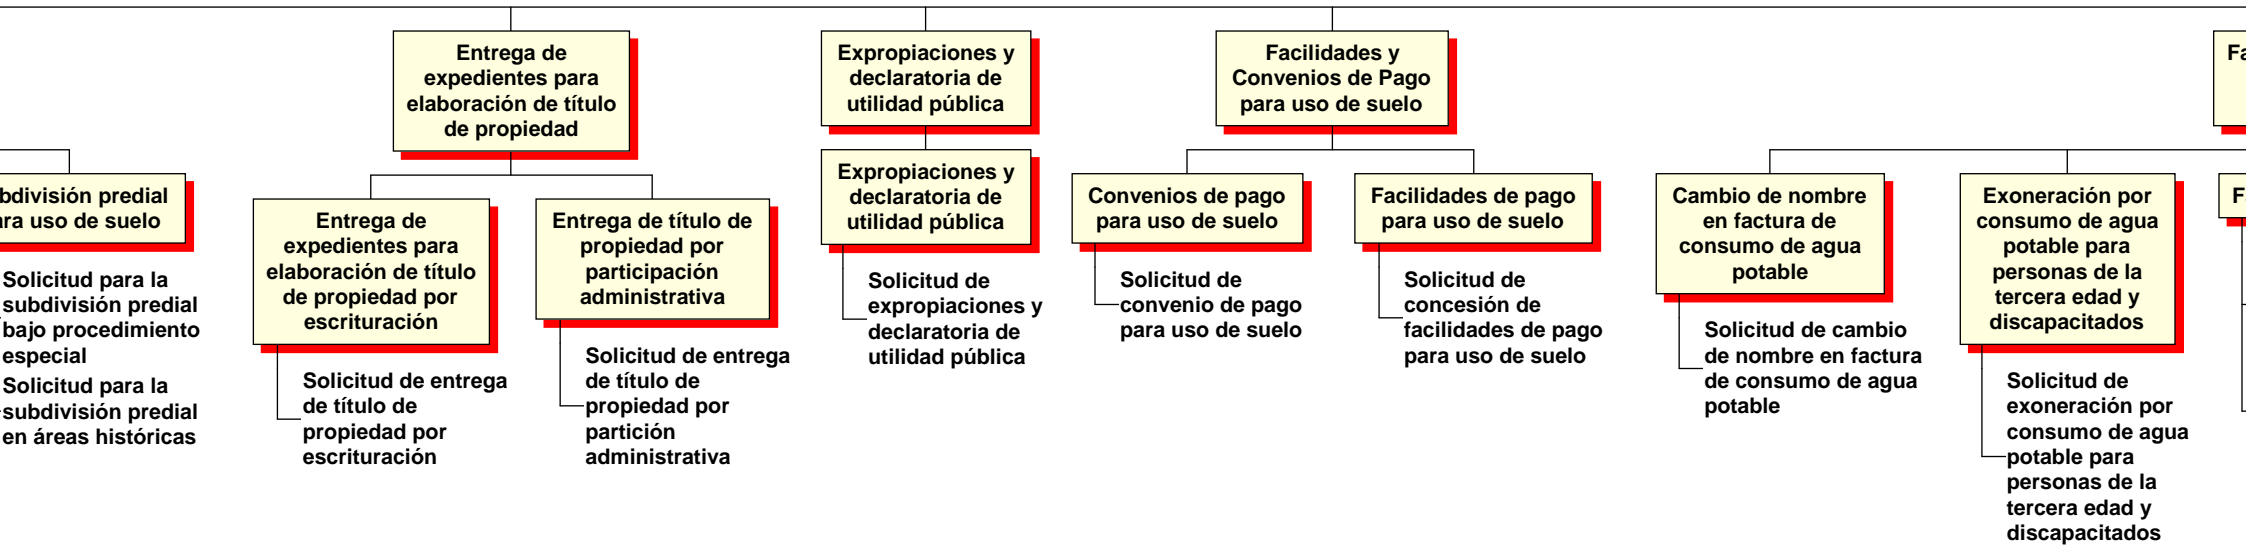 Entrega de
expedientes para
elaboración de título
de propiedad
Expropiaciones y
declaratoria de
utilidad pública
Facilidades y
Convenios de Pago
para uso de suelo
Expropiaciones y
declaratoria de
utilidad pública
bdivisión predial
ra uso de suelo
Convenios de pago
para uso de suelo
Facilidades de pago
para uso de suelo
Cambio de nombre
en factura de
consumo de agua
potable
Exoneración por
consumo de agua
potable para
personas de la
tercera edad y
discapacitados
Entrega de
expedientes para
elaboración de título
de propiedad por
escrituración
Entrega de título de
propiedad por
participación
administrativa
Solicitud para la
subdivisión predial
bajo procedimiento
especial
Solicitud para la
subdivisión predial
en áreas históricas
Solicitud de entrega
de título de
propiedad por
escrituración
Solicitud de entrega
de título de
propiedad por
partición
administrativa
Solicitud de
expropiaciones y
declaratoria de
utilidad pública
Solicitud de
convenio de pago
para uso de suelo
Solicitud de
concesión de
facilidades de pago
para uso de suelo
Solicitud de cambio
de nombre en factura
de consumo de agua
potable
Solicitud de
exoneración por
consumo de agua
potable para
personas de la
tercera edad y
discapacitados